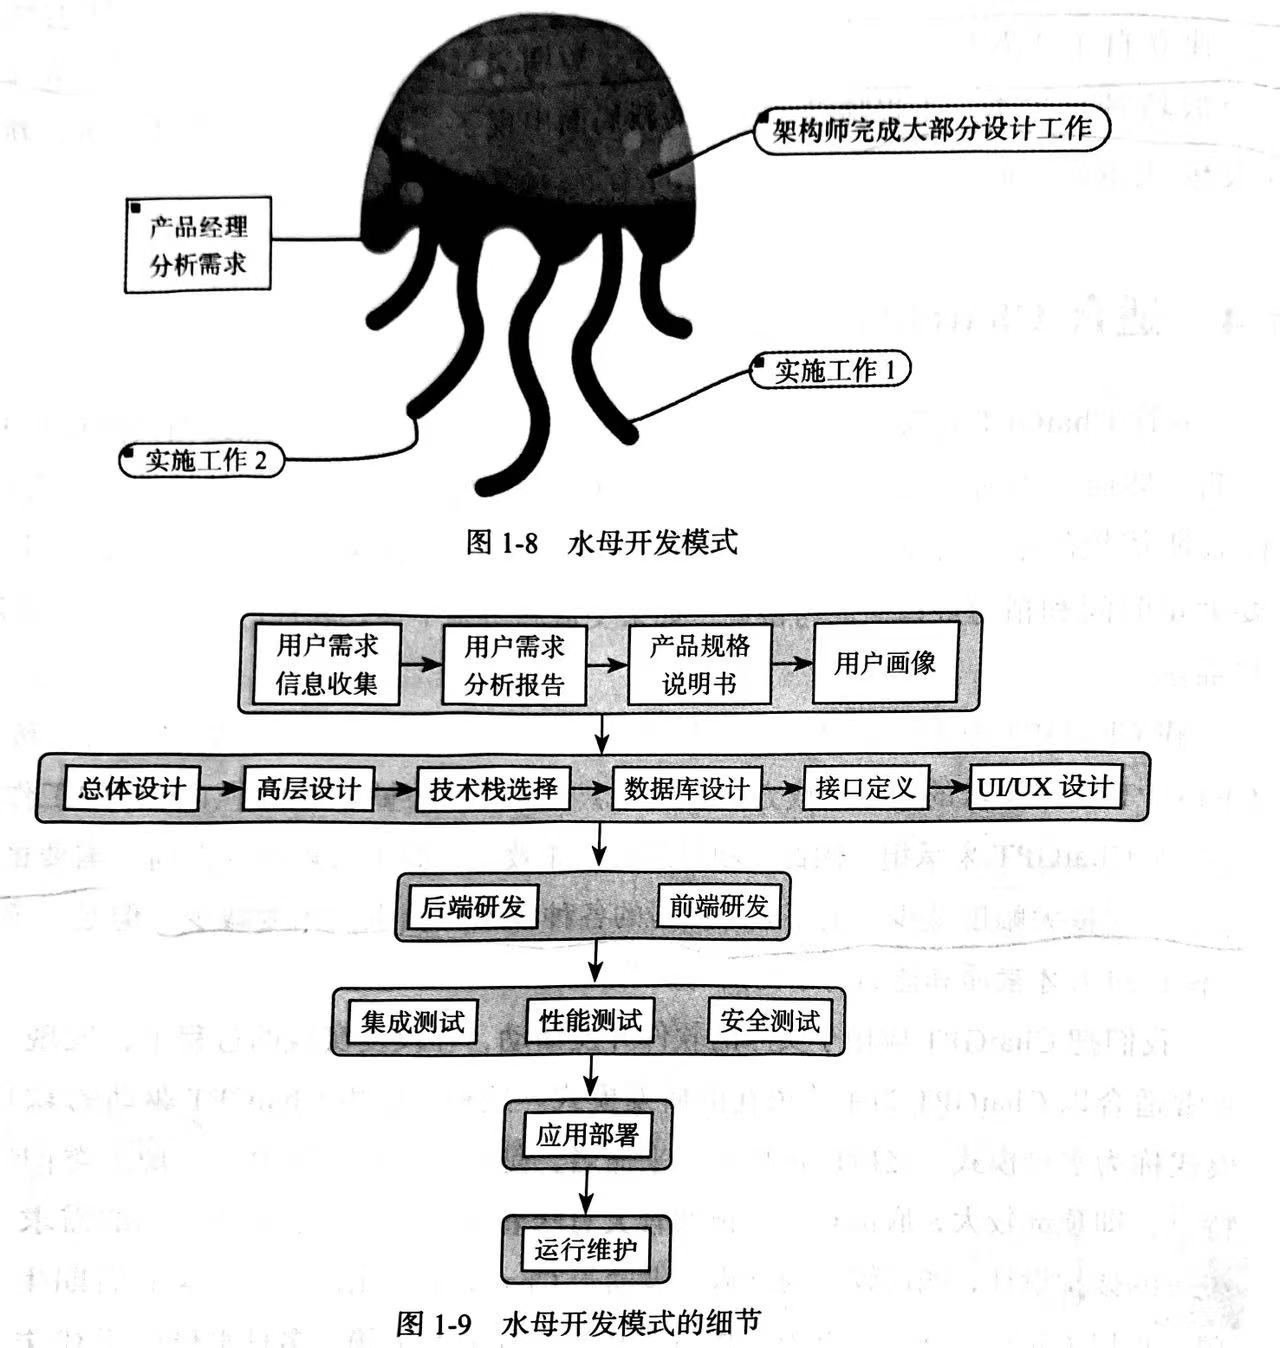 架构师完成大部分设计工作
产品经理
分析需求
实施工作 1
实施工作 2
图 1-8 水母开发模式
用户需求
信息收集
用户需求
分析报告
产品规格
说明书
用户画像
总体设计
高层设计
技术栈选择
数据库设计
接口定义
UI/UX 设计
后端研发
前端研发
集成测试
性能测试
安全测试
应用部署
运行维护
图 1-9 水母开发模式的细节